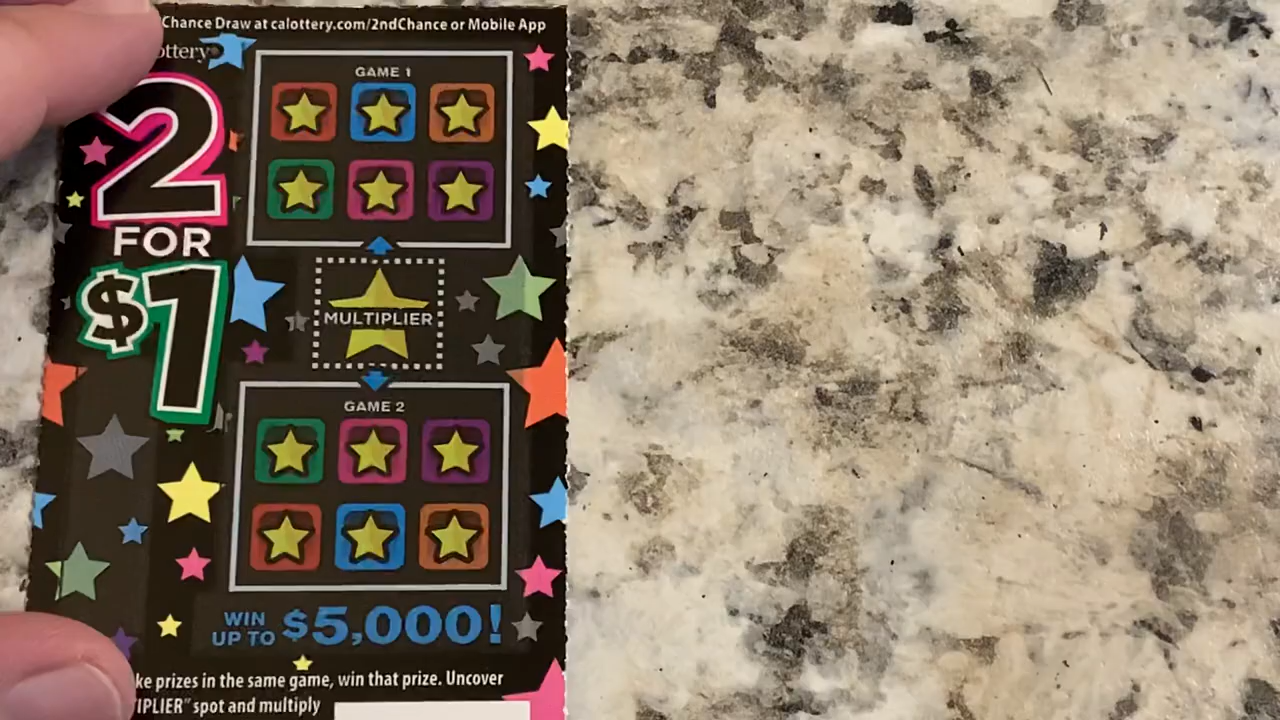 Chance Draw at calottery.com/2ndChance or Mobile App
ottery
2
FOR
$1
GAME 1
MULTIPLIER
GAME 2
WIN
UP TO $5,000!
ke prizes in the same game, win that prize. Uncover
TIPLIER" spot and multiply